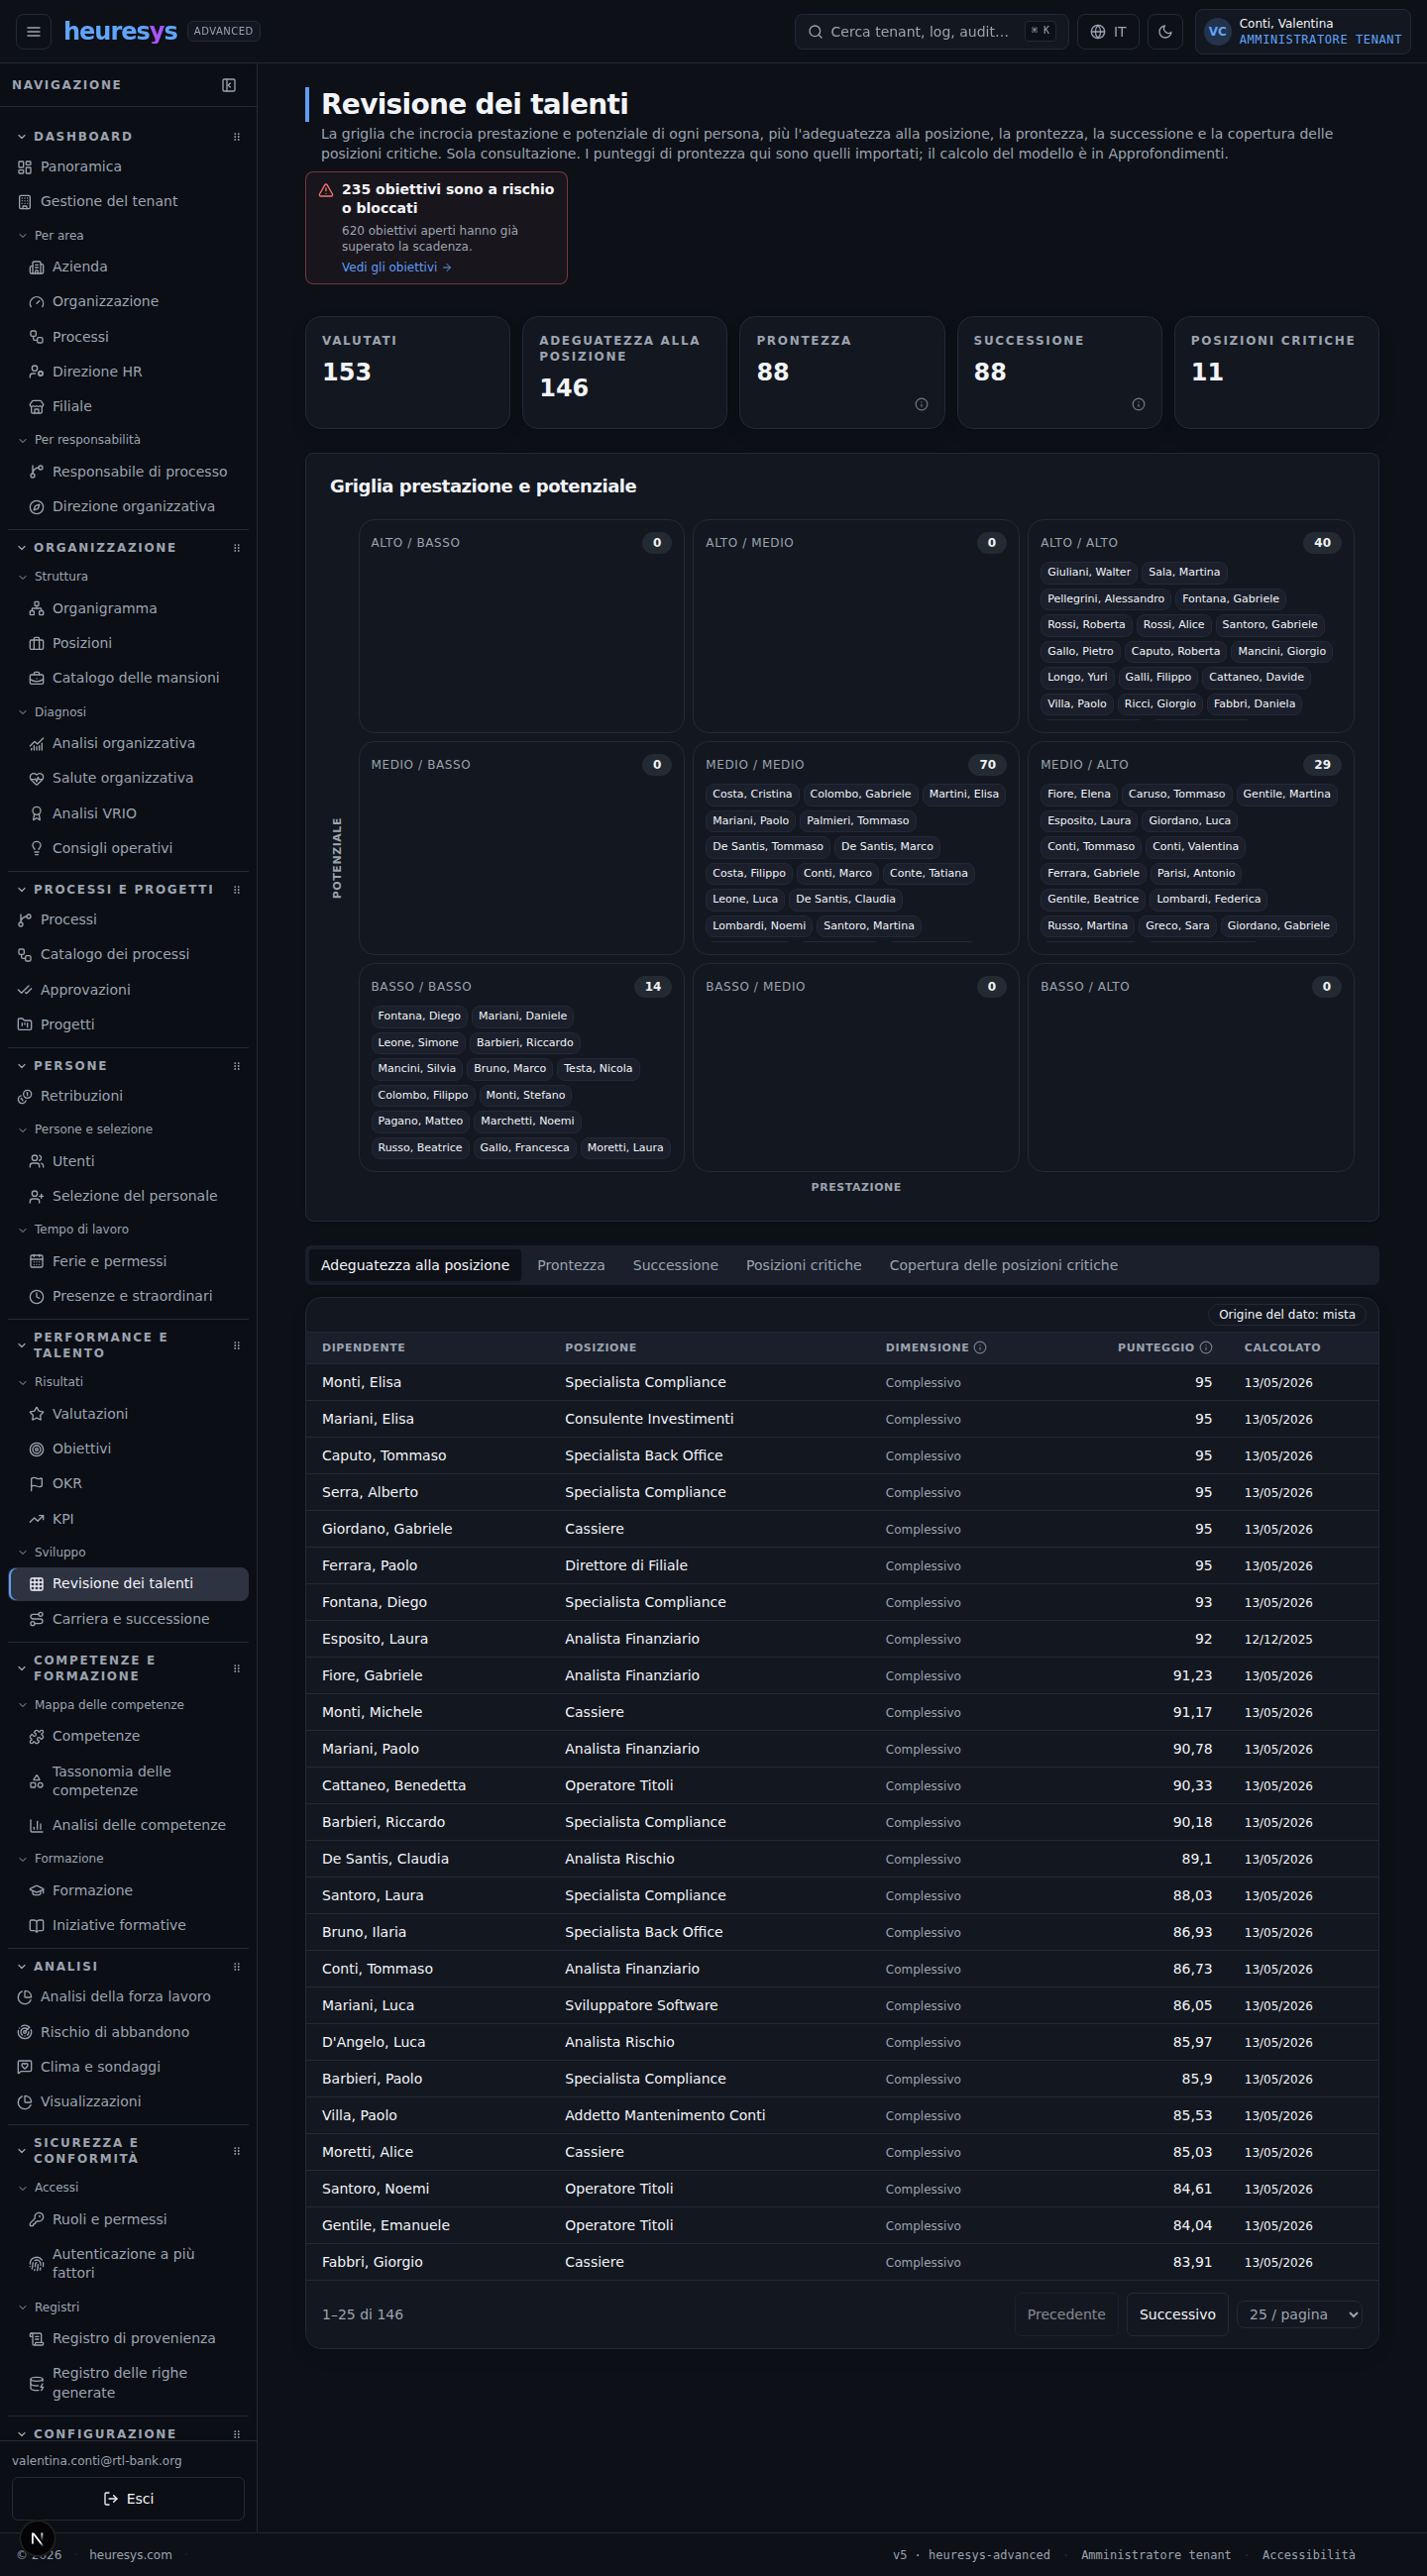 heuresys ADVANCED
Cerca tenant, log, audit… ⌘ K
IT
VC
Conti, Valentina
AMMINISTRATORE TENANT
NAVIGAZIONE
DASHBOARD
Panoramica
Gestione del tenant
Per area
Azienda
Organizzazione
Processi
Direzione HR
Filiale
Per responsabilità
Responsabile di processo
Direzione organizzativa
ORGANIZZAZIONE
Struttura
Organigramma
Posizioni
Catalogo delle mansioni
Diagnosi
Analisi organizzativa
Salute organizzativa
Analisi VRIO
Consigli operativi
PROCESSI E PROGETTI
Processi
Catalogo dei processi
Approvazioni
Progetti
PERSONE
Retribuzioni
Persone e selezione
Utenti
Selezione del personale
Tempo di lavoro
Ferie e permessi
Presenze e straordinari
PERFORMANCE E
TALENTO
Risultati
Valutazioni
Obiettivi
OKR
KPI
Sviluppo
Revisione dei talenti
Carriera e successione
COMPETENZE E
FORMAZIONE
Mappa delle competenze
Competenze
Tassonomia delle
competenze
Analisi delle competenze
Formazione
Formazione
Iniziative formative
ANALISI
Analisi della forza lavoro
Rischio di abbandono
Clima e sondaggi
Visualizzazioni
SICUREZZA E
CONFORMITÀ
Accessi
Ruoli e permessi
Autenticazione a più
fattori
Registri
Registro di provenienza
Registro delle righe
generate
CONFIGURAZIONE
valentina.conti@rtl-bank.org
Esci
Revisione dei talenti
La griglia che incrocia prestazione e potenziale di ogni persona, più l'adeguatezza alla posizione, la prontezza, la successione e la copertura delle
posizioni critiche. Sola consultazione. I punteggi di prontezza qui sono quelli importati; il calcolo del modello è in Approfondimenti.
235 obiettivi sono a rischio
o bloccati
620 obiettivi aperti hanno già
superato la scadenza.
Vedi gli obiettivi →
VALUTATI
153
ADEGUATEZZA ALLA
POSIZIONE
146
PRONTEZZA
88
SUCCESSIONE
88
POSIZIONI CRITICHE
11
Griglia prestazione e potenziale
POTENZIALE
ALTO / BASSO 0
ALTO / MEDIO 0
ALTO / ALTO 40
Giuliani, Walter Sala, Martina
Pellegrini, Alessandro Fontana, Gabriele
Rossi, Roberta Rossi, Alice Santoro, Gabriele
Gallo, Pietro Caputo, Roberta Mancini, Giorgio
Longo, Yuri Galli, Filippo Cattaneo, Davide
Villa, Paolo Ricci, Giorgio Fabbri, Daniela
MEDIO / BASSO 0
MEDIO / MEDIO 70
Costa, Cristina Colombo, Gabriele Martini, Elisa
Mariani, Paolo Palmieri, Tommaso
De Santis, Tommaso De Santis, Marco
Costa, Filippo Conti, Marco Conte, Tatiana
Leone, Luca De Santis, Claudia
Lombardi, Noemi Santoro, Martina
MEDIO / ALTO 29
Fiore, Elena Caruso, Tommaso Gentile, Martina
Esposito, Laura Giordano, Luca
Conti, Tommaso Conti, Valentina
Ferrara, Gabriele Parisi, Antonio
Gentile, Beatrice Lombardi, Federica
Russo, Martina Greco, Sara Giordano, Gabriele
BASSO / BASSO 14
Fontana, Diego Mariani, Daniele
Leone, Simone Barbieri, Riccardo
Mancini, Silvia Bruno, Marco Testa, Nicola
Colombo, Filippo Monti, Stefano
Pagano, Matteo Marchetti, Noemi
Russo, Beatrice Gallo, Francesca Moretti, Laura
BASSO / MEDIO 0
BASSO / ALTO 0
PRESTAZIONE
Adeguatezza alla posizione Prontezza Successione Posizioni critiche Copertura delle posizioni critiche
Origine del dato: mista
DIPENDENTE POSIZIONE DIMENSIONE PUNTEGGIO CALCOLATO
Monti, Elisa Specialista Compliance Complessivo 95 13/05/2026
Mariani, Elisa Consulente Investimenti Complessivo 95 13/05/2026
Caputo, Tommaso Specialista Back Office Complessivo 95 13/05/2026
Serra, Alberto Specialista Compliance Complessivo 95 13/05/2026
Giordano, Gabriele Cassiere Complessivo 95 13/05/2026
Ferrara, Paolo Direttore di Filiale Complessivo 95 13/05/2026
Fontana, Diego Specialista Compliance Complessivo 93 13/05/2026
Esposito, Laura Analista Finanziario Complessivo 92 12/12/2025
Fiore, Gabriele Analista Finanziario Complessivo 91,23 13/05/2026
Monti, Michele Cassiere Complessivo 91,17 13/05/2026
Mariani, Paolo Analista Finanziario Complessivo 90,78 13/05/2026
Cattaneo, Benedetta Operatore Titoli Complessivo 90,33 13/05/2026
Barbieri, Riccardo Specialista Compliance Complessivo 90,18 13/05/2026
De Santis, Claudia Analista Rischio Complessivo 89,1 13/05/2026
Santoro, Laura Specialista Compliance Complessivo 88,03 13/05/2026
Bruno, Ilaria Specialista Back Office Complessivo 86,93 13/05/2026
Conti, Tommaso Analista Finanziario Complessivo 86,73 13/05/2026
Mariani, Luca Sviluppatore Software Complessivo 86,05 13/05/2026
D'Angelo, Luca Analista Rischio Complessivo 85,97 13/05/2026
Barbieri, Paolo Specialista Compliance Complessivo 85,9 13/05/2026
Villa, Paolo Addetto Mantenimento Conti Complessivo 85,53 13/05/2026
Moretti, Alice Cassiere Complessivo 85,03 13/05/2026
Santoro, Noemi Operatore Titoli Complessivo 84,61 13/05/2026
Gentile, Emanuele Operatore Titoli Complessivo 84,04 13/05/2026
Fabbri, Giorgio Cassiere Complessivo 83,91 13/05/2026
1–25 di 146
Precedente Successivo 25 / pagina
heuresys.com
v5 · heuresys-advanced · Amministratore tenant · Accessibilità